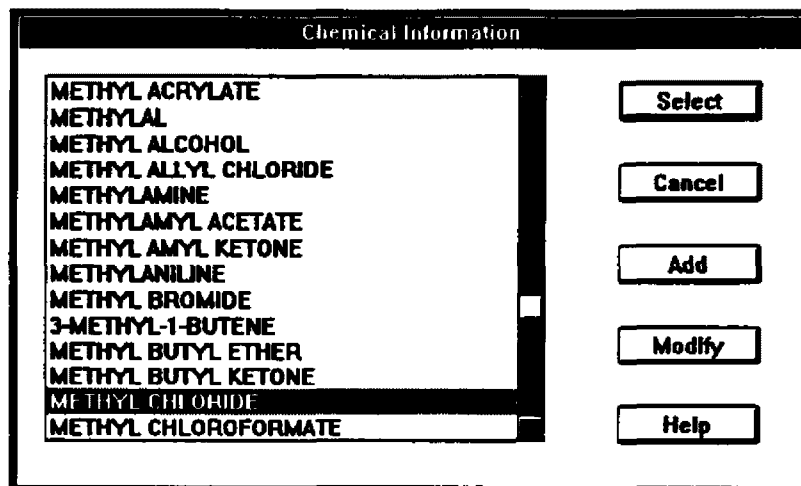 Chemical Information
METHYL ACRYLATE
METHYLAL
METHYL ALCOHOL
METHYL ALLYL CHLORIDE
METHYLAMINE
METHYLAMYL ACETATE
METHYL AMYL KETONE
METHYLANILINE
METHYL BROMIDE
3-METHYL-1-BUTENE
METHYL BUTYL ETHER
METHYL BUTYL KETONE
METHYL CHLORIDE
METHYL CHLOROFORMATE
Select
Cancel
Add
Modify
Help